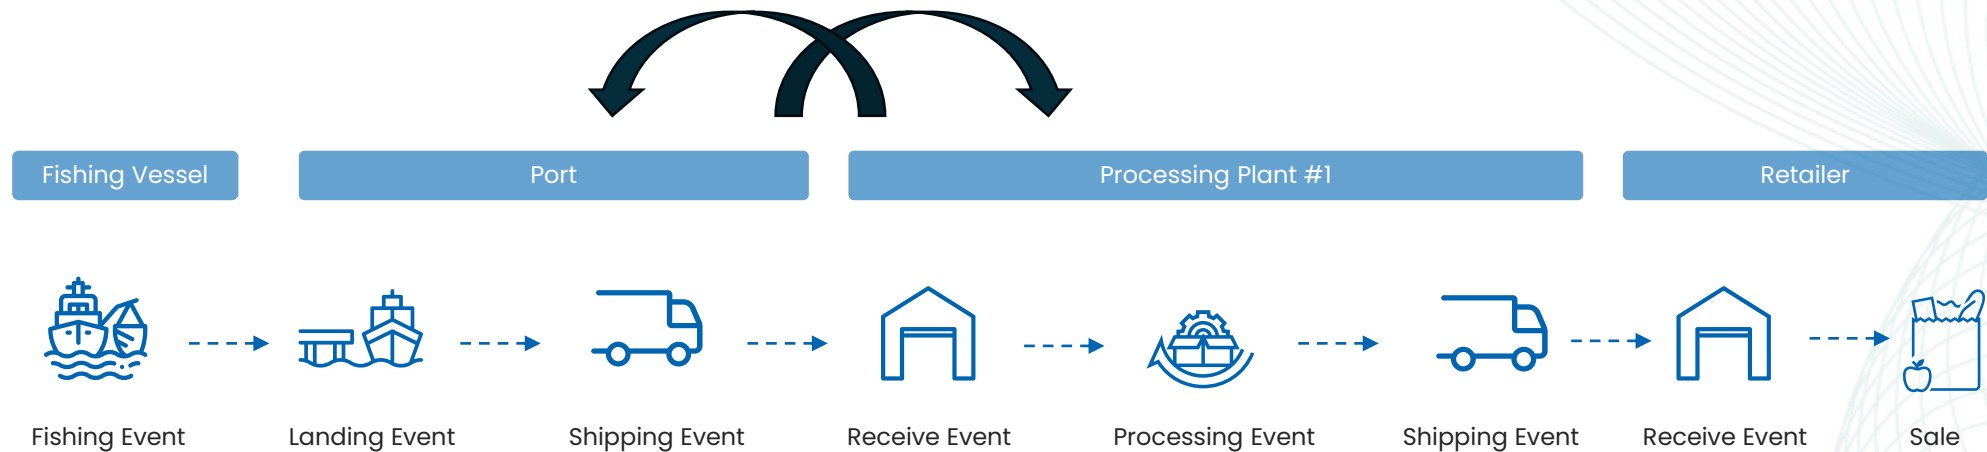 Fishing Vessel
Port
Processing Plant #1
Retailer
Fishing Event
Landing Event
Shipping Event
Receive Event
Processing Event
Shipping Event
Receive Event
Sale